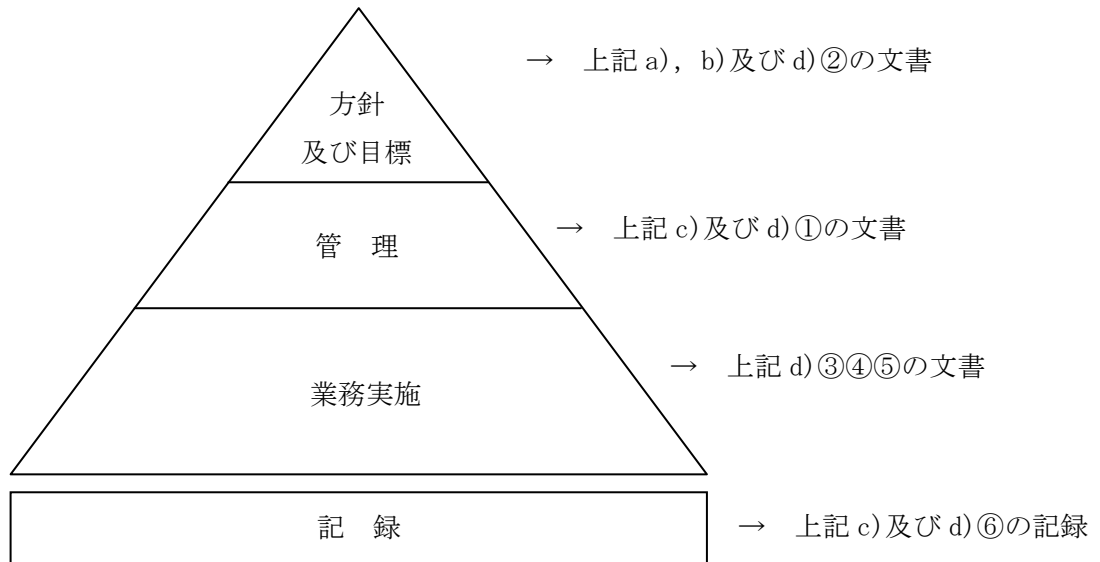 → 上記 a), b)及び d)②の文書
方針
及び目標
→ 上記 c)及び d)①の文書
管 理
→ 上記 d)③④⑤の文書
業務実施
記 録
→ 上記 c)及び d)⑥の記録